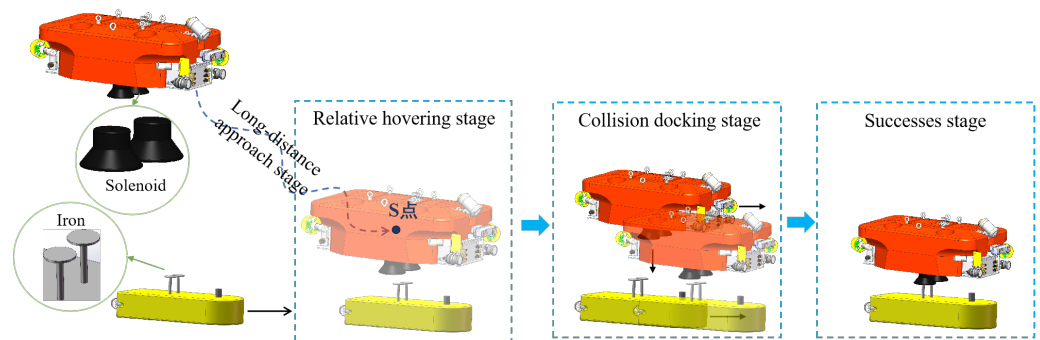 Solenoid
Iron
Long-distance
approach stage
Relative hovering stage
S点
Collision docking stage
Successes stage